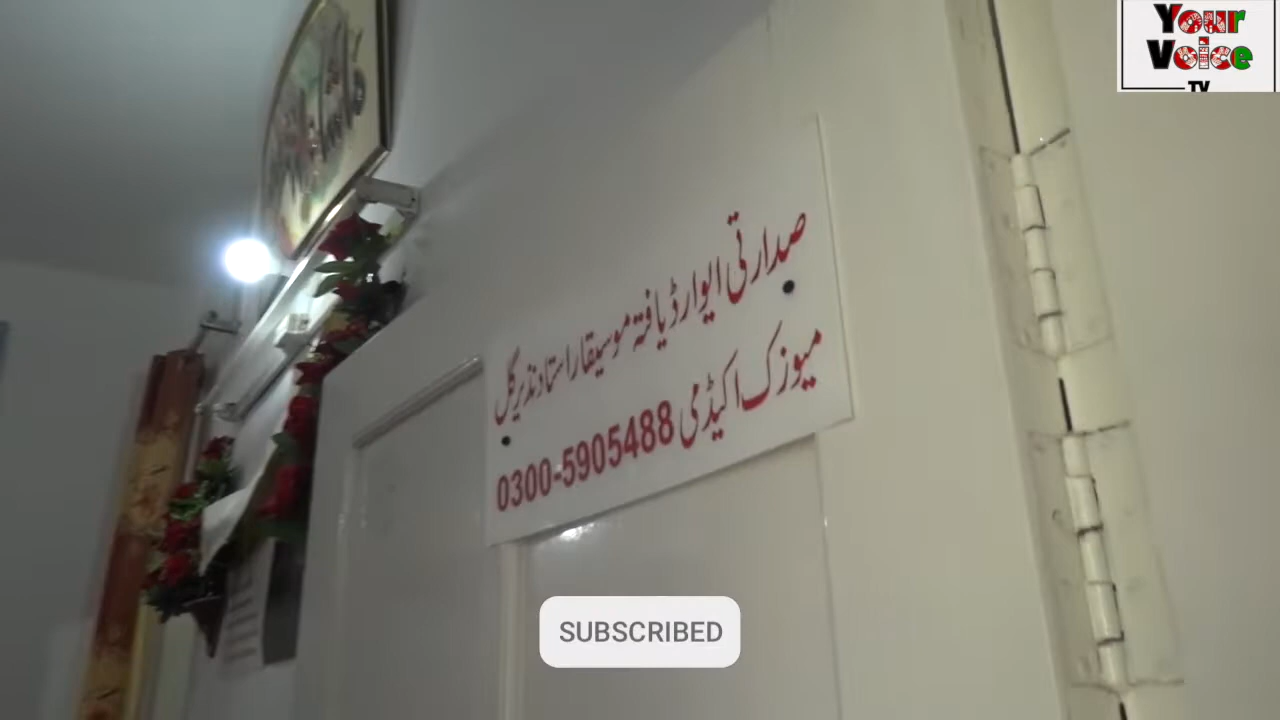 Your
Voice
TV
صدارتی ایوارڈ یافتہ موسیقار استاد نذیر گل
میوزک اکیڈمی 0300-5905488
SUBSCRIBED